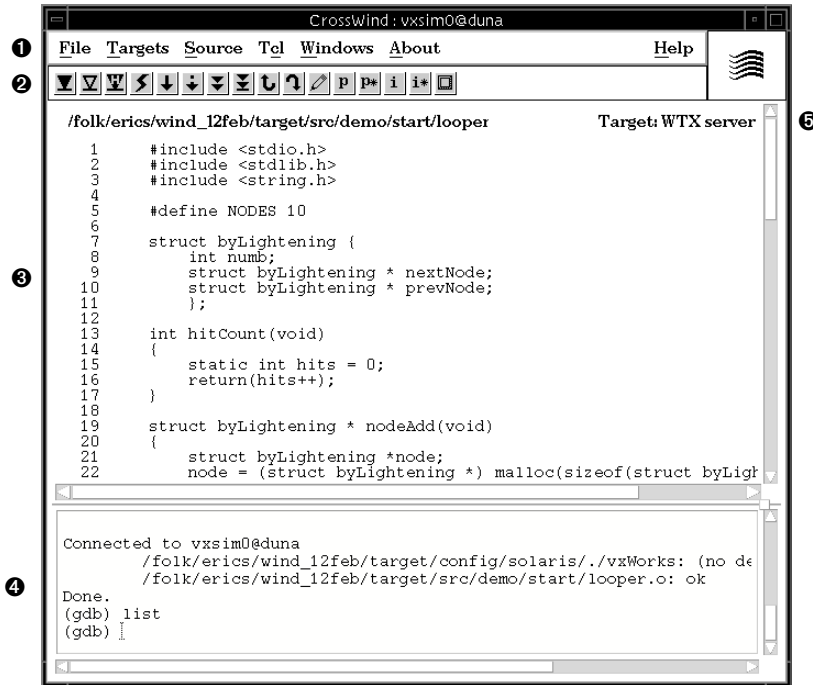 CrossWind : vxsim0@duna
❶ File Targets Source Tcl Windows About Help
❷ H p p* i i*
/folk/erics/wind_12feb/target/src/demo/start/looper Target: WTX server ❺
1 #include <stdio.h>
2 #include <stdlib.h>
3 #include <string.h>
4
5 #define NODES 10
6
7 struct byLightening {
8 int numb;
❸ 9 struct byLightening * nextNode;
10 struct byLightening * prevNode;
11 };
12
13 int hitCount(void)
14 {
15 static int hits = 0;
16 return(hits++);
17 }
18
19 struct byLightening * nodeAdd(void)
20 {
21 struct byLightening *node;
22 node = (struct byLightening *) malloc(sizeof(struct byLigh
Connected to vxsim0@duna
/folk/erics/wind_12feb/target/config/solaris/./vxWorks: (no de
❹ /folk/erics/wind_12feb/target/src/demo/start/looper.o: ok
Done.
(gdb) list
(gdb)